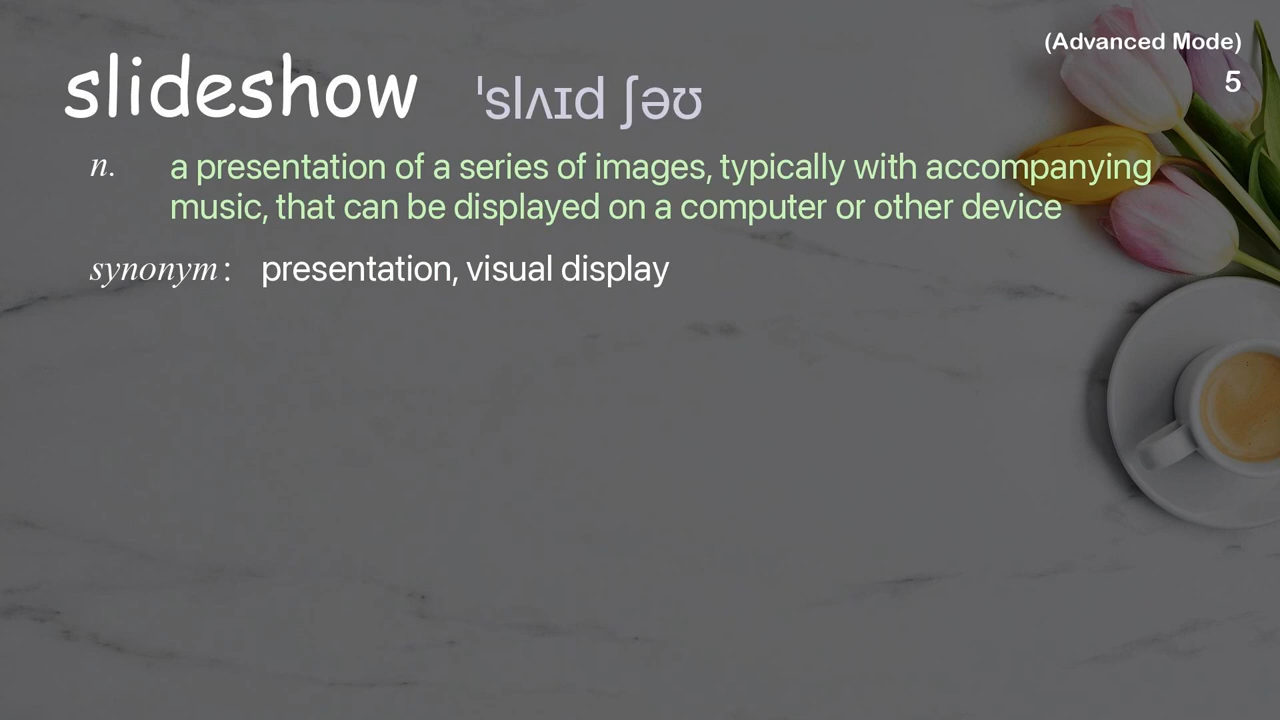 (Advanced Mode)
5
slideshow ˈslʌɪd ʃəʊ
n. a presentation of a series of images, typically with accompanying
music, that can be displayed on a computer or other device
synonym: presentation, visual display